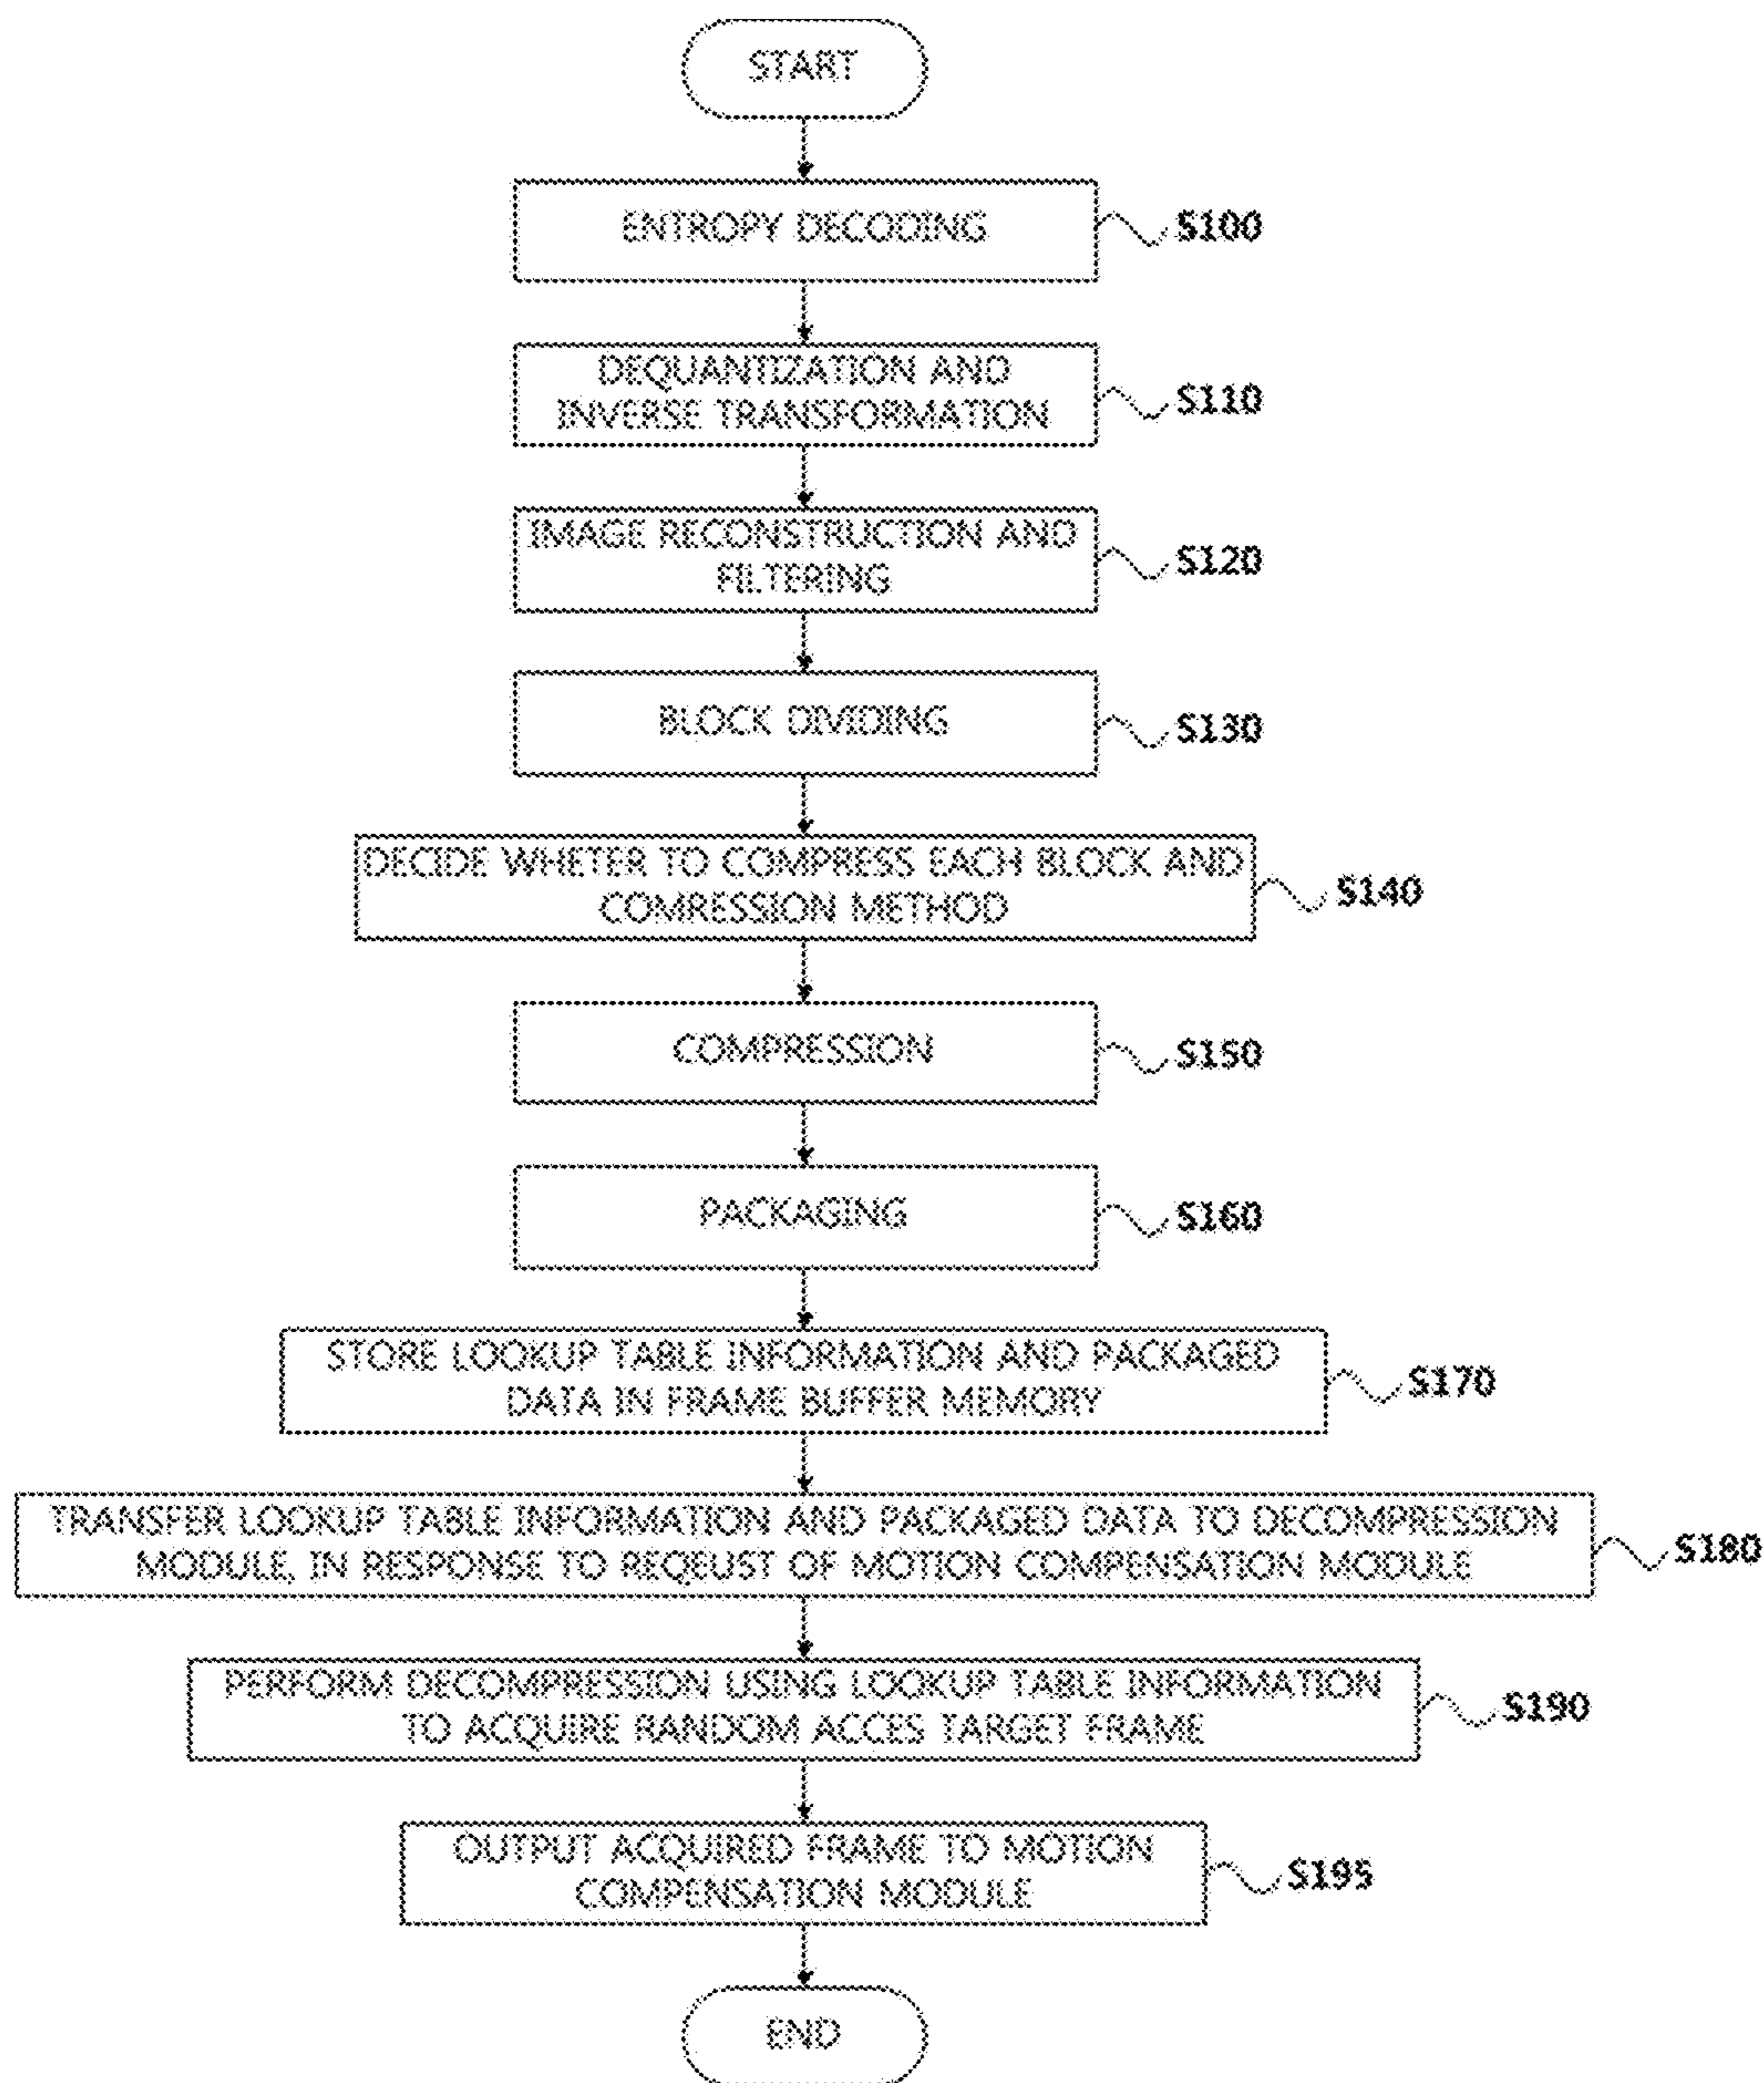 START
ENTROPY DECODING
S100
DEQUANTIZATION AND
INVERSE TRANSFORMATION
S110
IMAGE RECONSTRUCTION AND
FILTERING
S120
BLOCK DIVIDING
S130
DECIDE WHETER TO COMPRESS EACH BLOCK AND
COMRESSION METHOD
S140
COMPRESSION
S150
PACKAGING
S160
STORE LOOKUP TABLE INFORMATION AND PACKAGED
DATA IN FRAME BUFFER MEMORY
S170
TRANSFER LOOKUP TABLE INFORMATION AND PACKAGED DATA TO DECOMPRESSION
MODULE, IN RESPONSE TO REQEUST OF MOTION COMPENSATION MODULE
S180
PERFORM DECOMPRESSION USING LOOKUP TABLE INFORMATION
TO ACQUIRE RANDOM ACCES TARGET FRAME
S190
OUTPUT ACQUIRED FRAME TO MOTION
COMPENSATION MODULE
S195
END